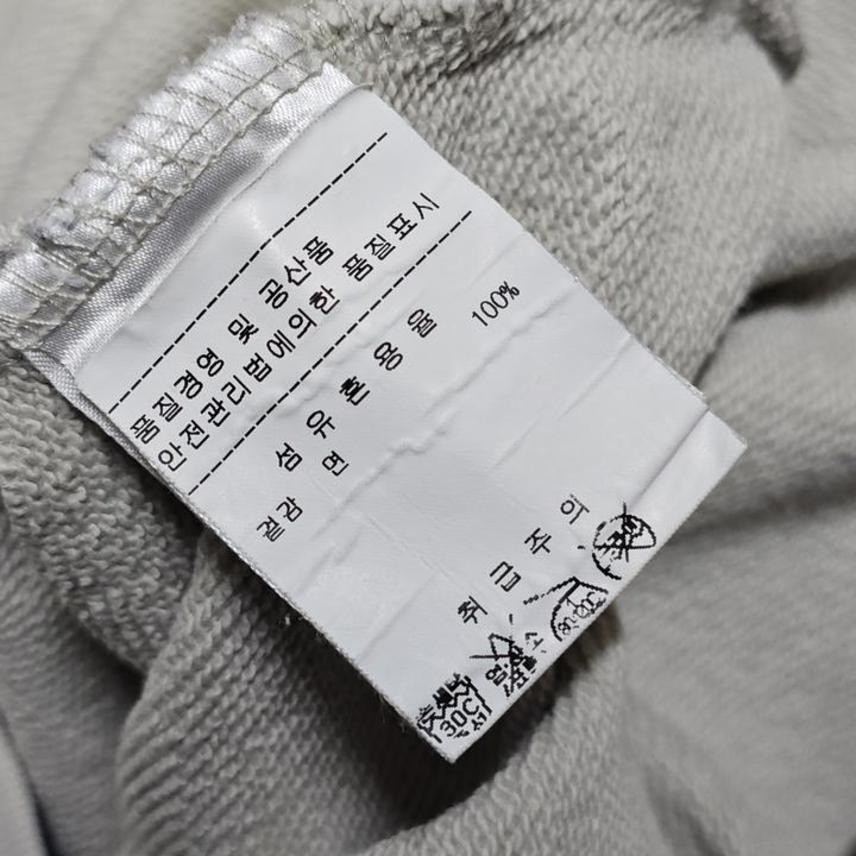 품질경영 및 공산품
안전관리법에의한 품질표시
섬 유 혼 용 율
겉감 면 100%
취급주의
30C